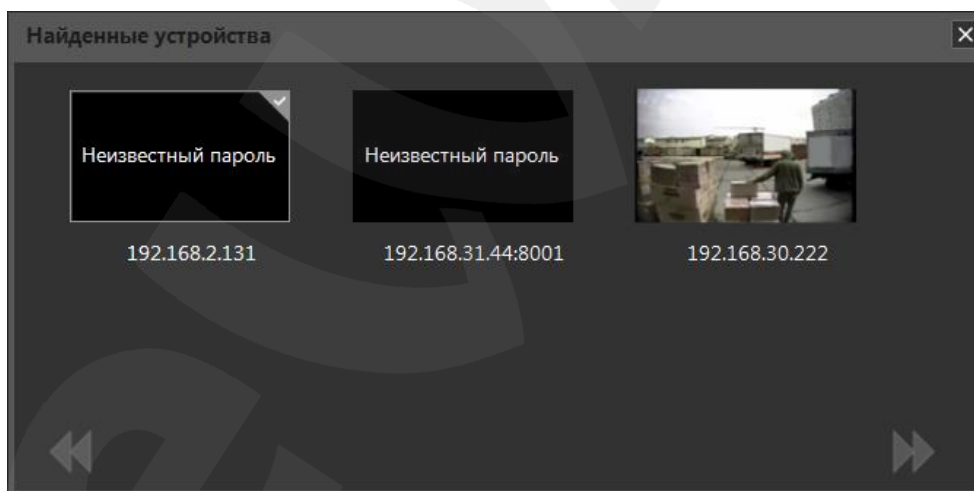 Найденные устройства
Неизвестный пароль
Неизвестный пароль
192.168.2.131
192.168.31.44:8001
192.168.30.222